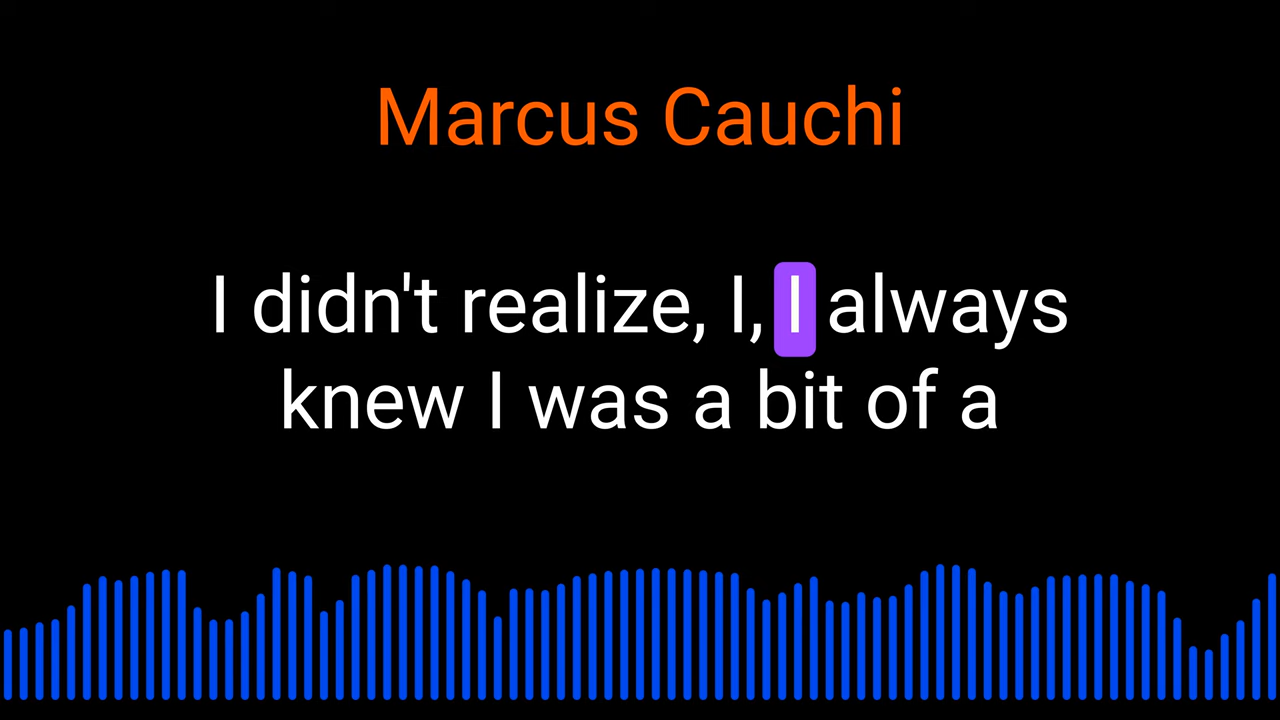 Marcus Cauchi
I didn't realize, I, I always
knew I was a bit of a